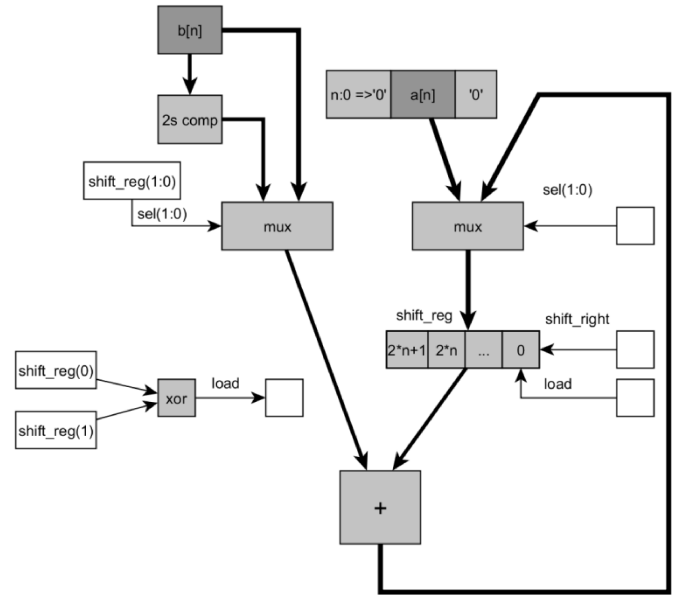 b[n]
2s comp
n:0 =>'0'
a[n]
'0'
shift_reg(1:0)
sel(1:0)
sel(1:0)
mux
mux
shift_reg
shift_right
2*n+1
2*n
...
0
load
shift_reg(0)
load
xor
shift_reg(1)
+